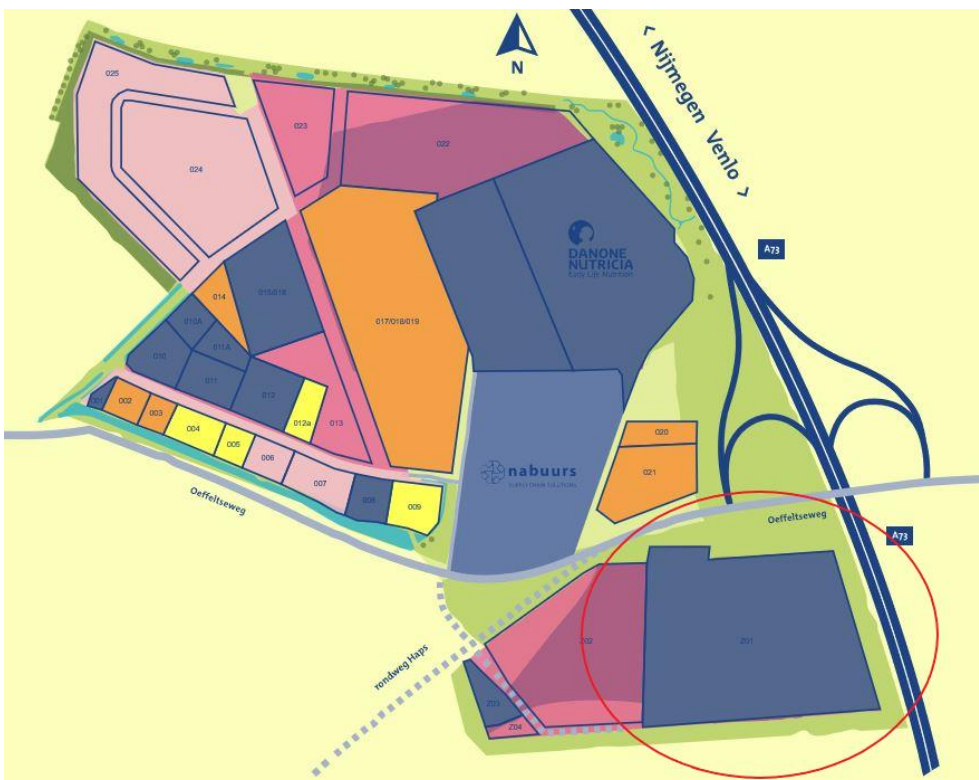 < Nijmegen Venlo >
N
025
023
022
024
A73
DANONE
NUTRICIA
Early Life Nutrition
014
015/016
010A
017/018/019
011A
010
011
012
001
002
003
012a
013
004
005
006
007
008
009
020
021
nabuurs
SUPPLY CHAIN SOLUTIONS
Oeffeltseweg
Oeffeltseweg
A73
Z02
Z01
rondweg Haps
Z03
Z04